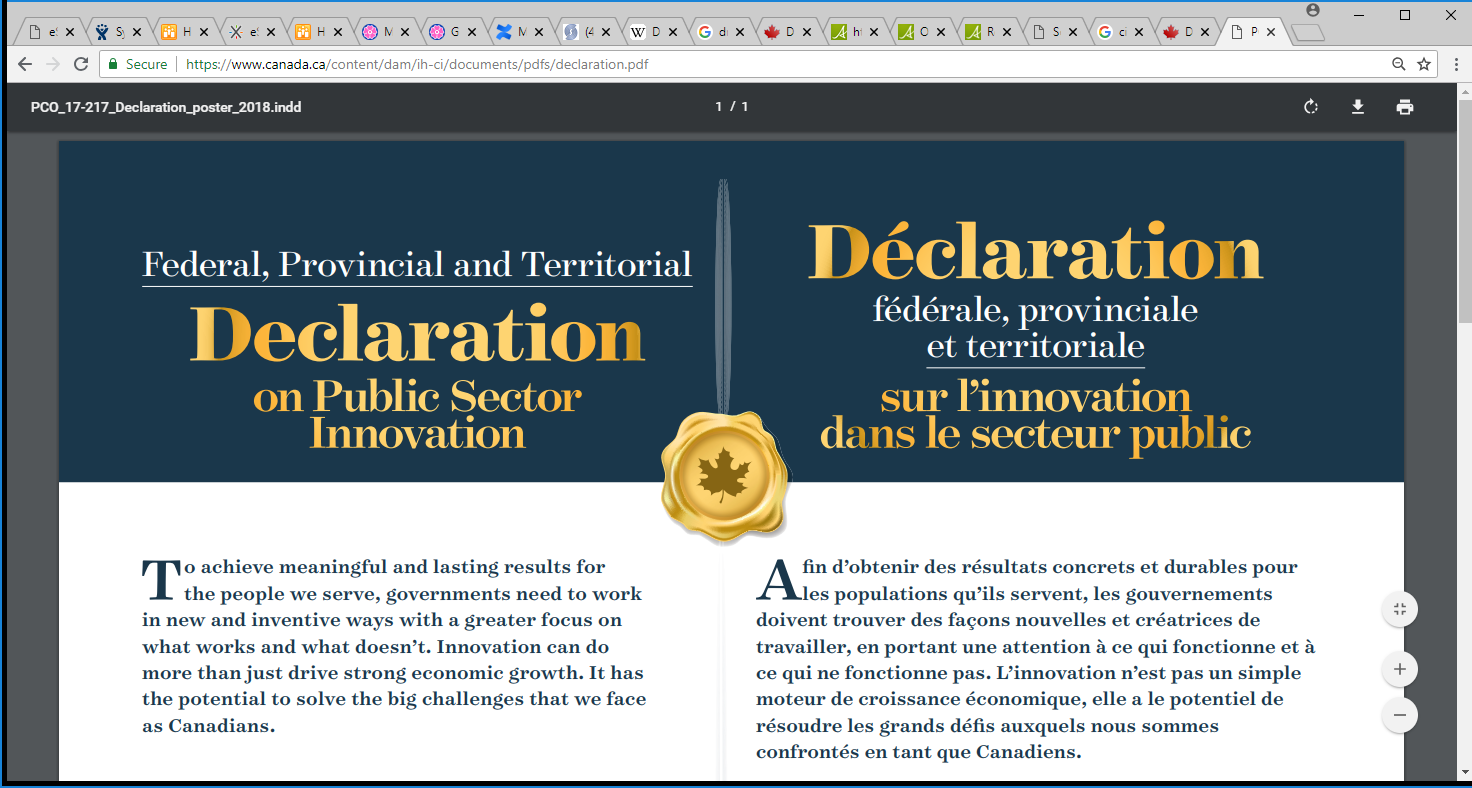 eS
Sy
H
eS
H
M
G
M
(4
W D
G di
D
ht
O
R
S
G ci
D
P
Secure
https://www.canada.ca/content/dam/ih-ci/documents/pdfs/declaration.pdf
PCO_17-217_Declaration_poster_2018.indd
1 / 1
Federal, Provincial and Territorial
Declaration
on Public Sector
Innovation
To achieve meaningful and lasting results for
the people we serve, governments need to work
in new and inventive ways with a greater focus on
what works and what doesn't. Innovation can do
more than just drive strong economic growth. It has
the potential to solve the big challenges that we face
as Canadians.
Déclaration
fédérale, provinciale
et territoriale
sur l'innovation
dans le secteur public
Afin d'obtenir des résultats concrets et durables pour
les populations qu'ils servent, les gouvernements
doivent trouver des façons nouvelles et créatrices de
travailler, en portant une attention à ce qui fonctionne et à
ce qui ne fonctionne pas. L'innovation n'est pas un simple
moteur de croissance économique, elle a le potentiel de
résoudre les grands défis auxquels nous sommes
confrontés en tant que Canadiens.